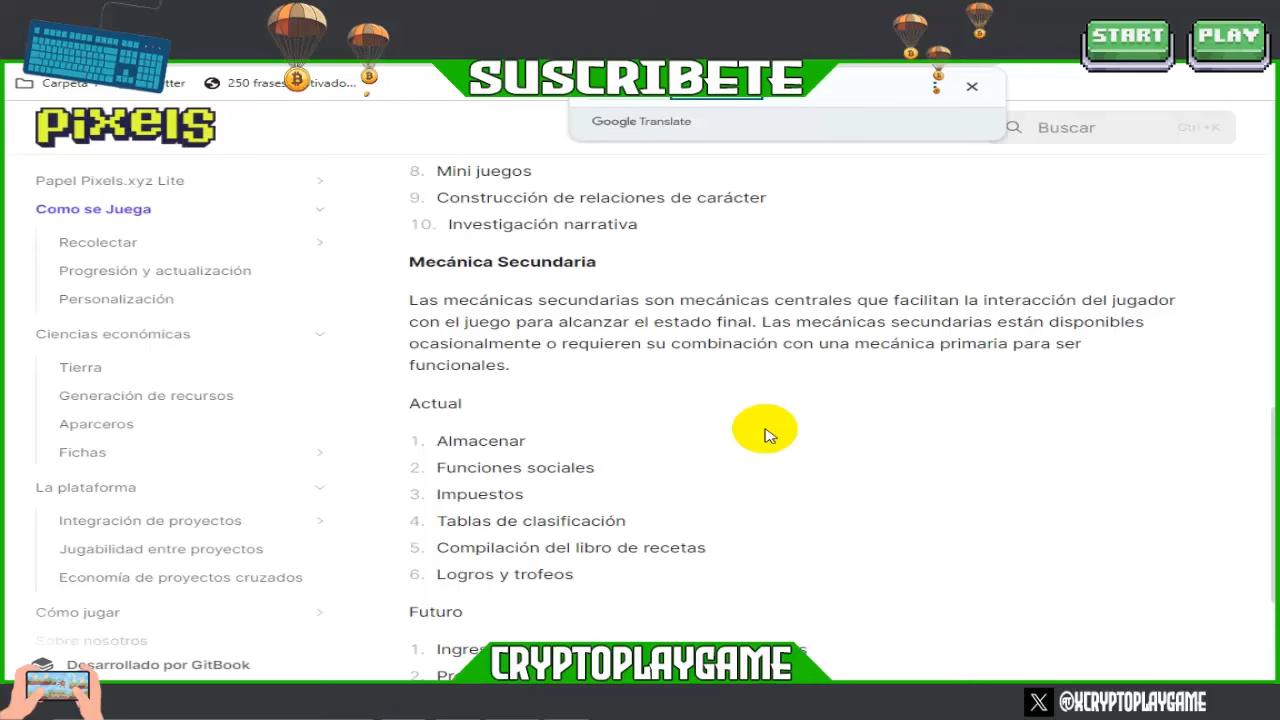 START
PLAY
SUSCRIBETE
Carpeta
250 frases
Google Translate
pixels
Buscar
Ctrl +K
Papel Pixels.xyz Lite
Como se Juega
Recolectar
Progresión y actualización
Personalización
Ciencias económicas
Tierra
Generación de recursos
Aparceros
Fichas
La plataforma
Integración de proyectos
Jugabilidad entre proyectos
Economía de proyectos cruzados
Cómo jugar
Sobre nosotros
Desarrollado por GitBook
8. Mini juegos
9. Construcción de relaciones de carácter
10. Investigación narrativa
Mecánica Secundaria
Las mecánicas secundarias son mecánicas centrales que facilitan la interacción del jugador
con el juego para alcanzar el estado final. Las mecánicas secundarias están disponibles
ocasionalmente o requieren su combinación con una mecánica primaria para ser
funcionales.
Actual
1. Almacenar
2. Funciones sociales
3. Impuestos
4. Tablas de clasificación
5. Compilación del libro de recetas
6. Logros y trofeos
Futuro
1.
2.
CRYPTOPLAYGAME
@XCRYPTOPLAYGAME